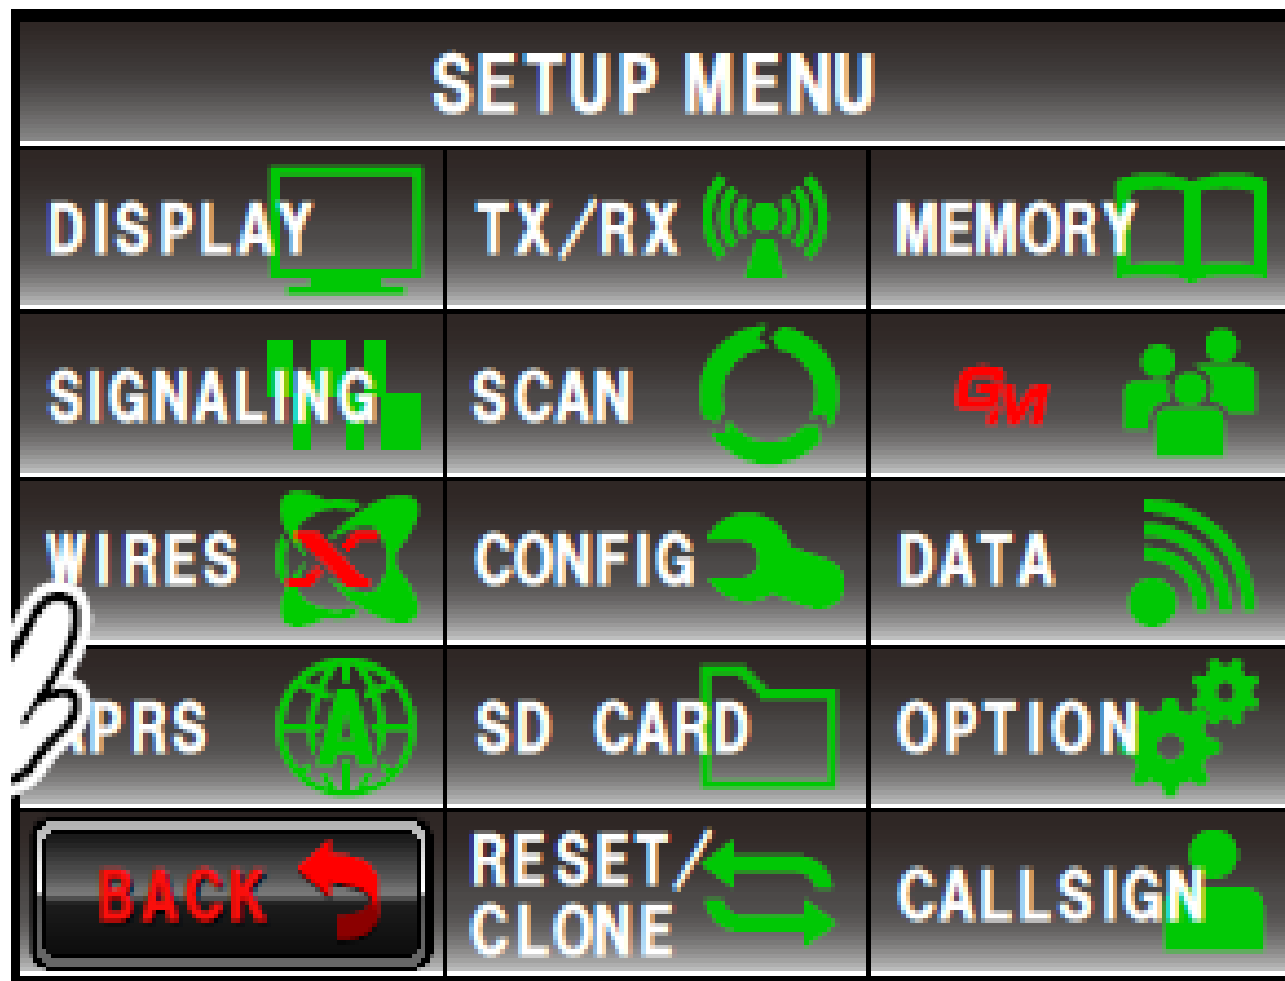 SETUP MENU
DISPLAY
TX/RX
MEMORY
SIGNALING
SCAN
GM
WIRES X
CONFIG
DATA
PRS
A
SD CARD
OPTION
BACK
RESET/
CLONE
CALLSIGN